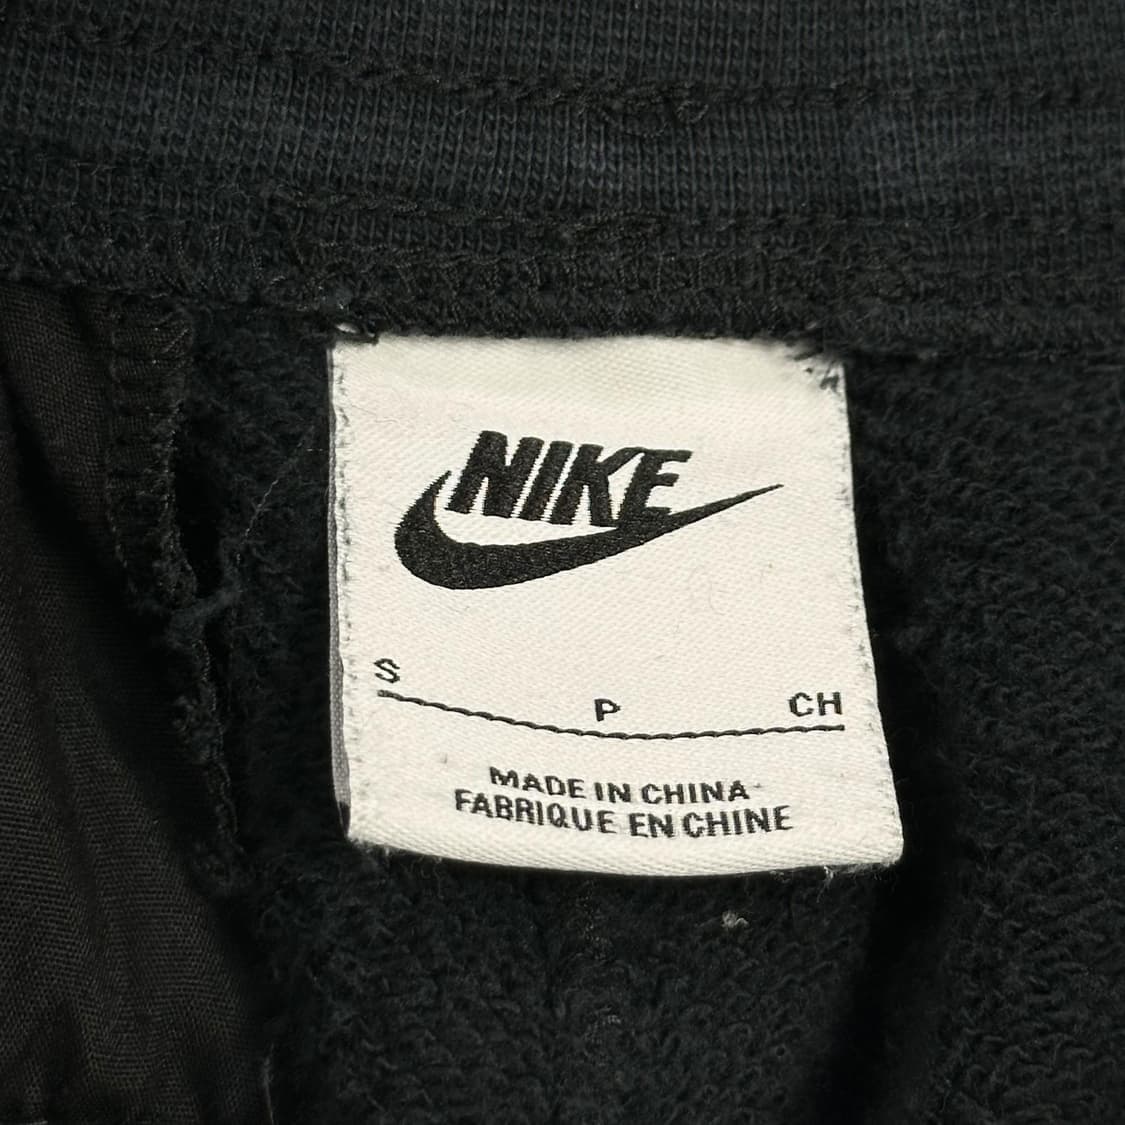 NIKE
S P CH
MADE IN CHINA
FABRIQUE EN CHINE